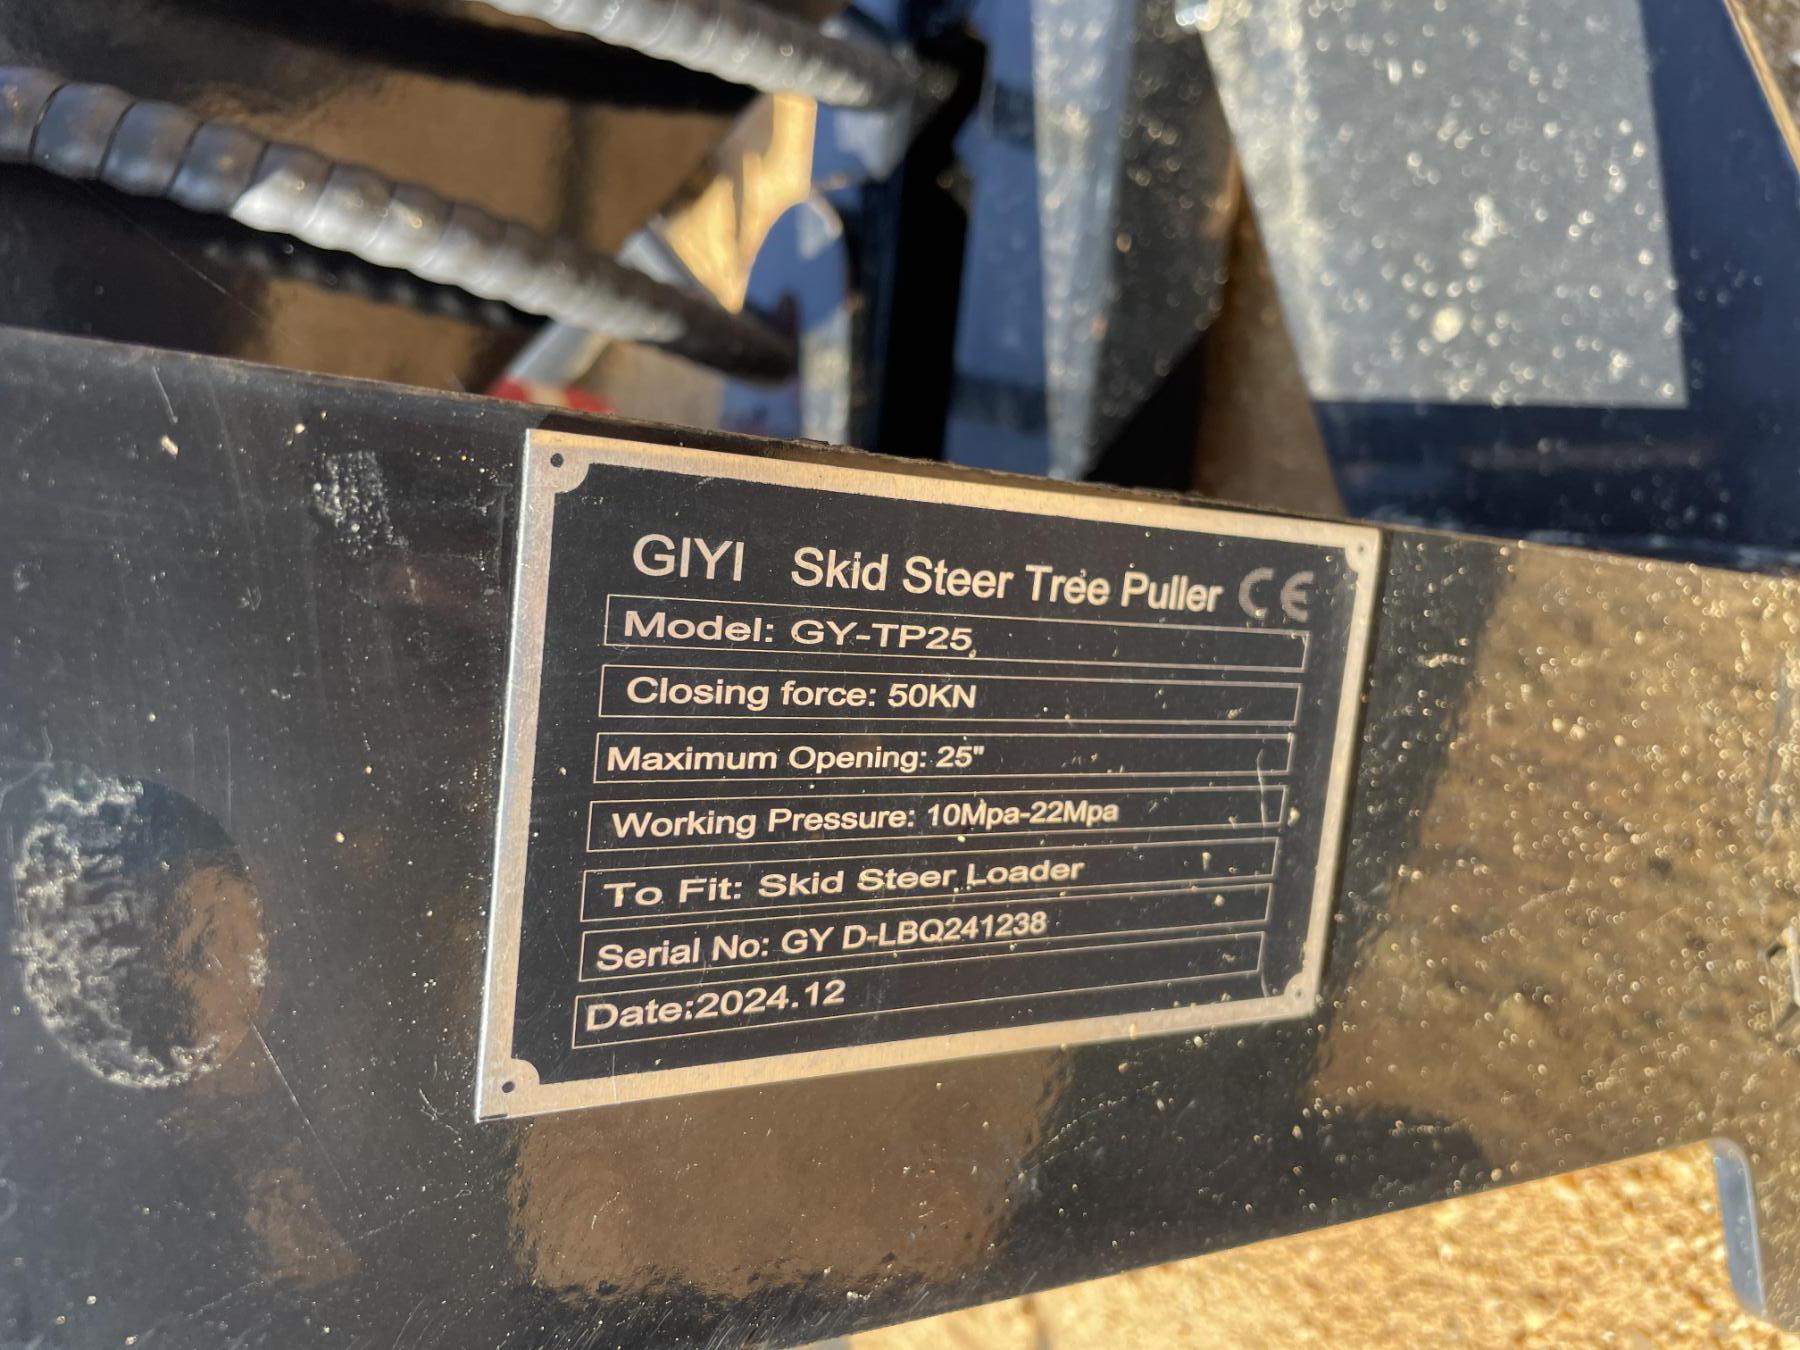 GIYI Skid Steer Tree Puller CE
Model: GY-TP25
Closing force: 50KN
Maximum Opening: 25"
Working Pressure: 10Mpa-22Mpa
To Fit: Skid Steer Loader
Serial No: GY D-LBQ241238
Date:2024.12